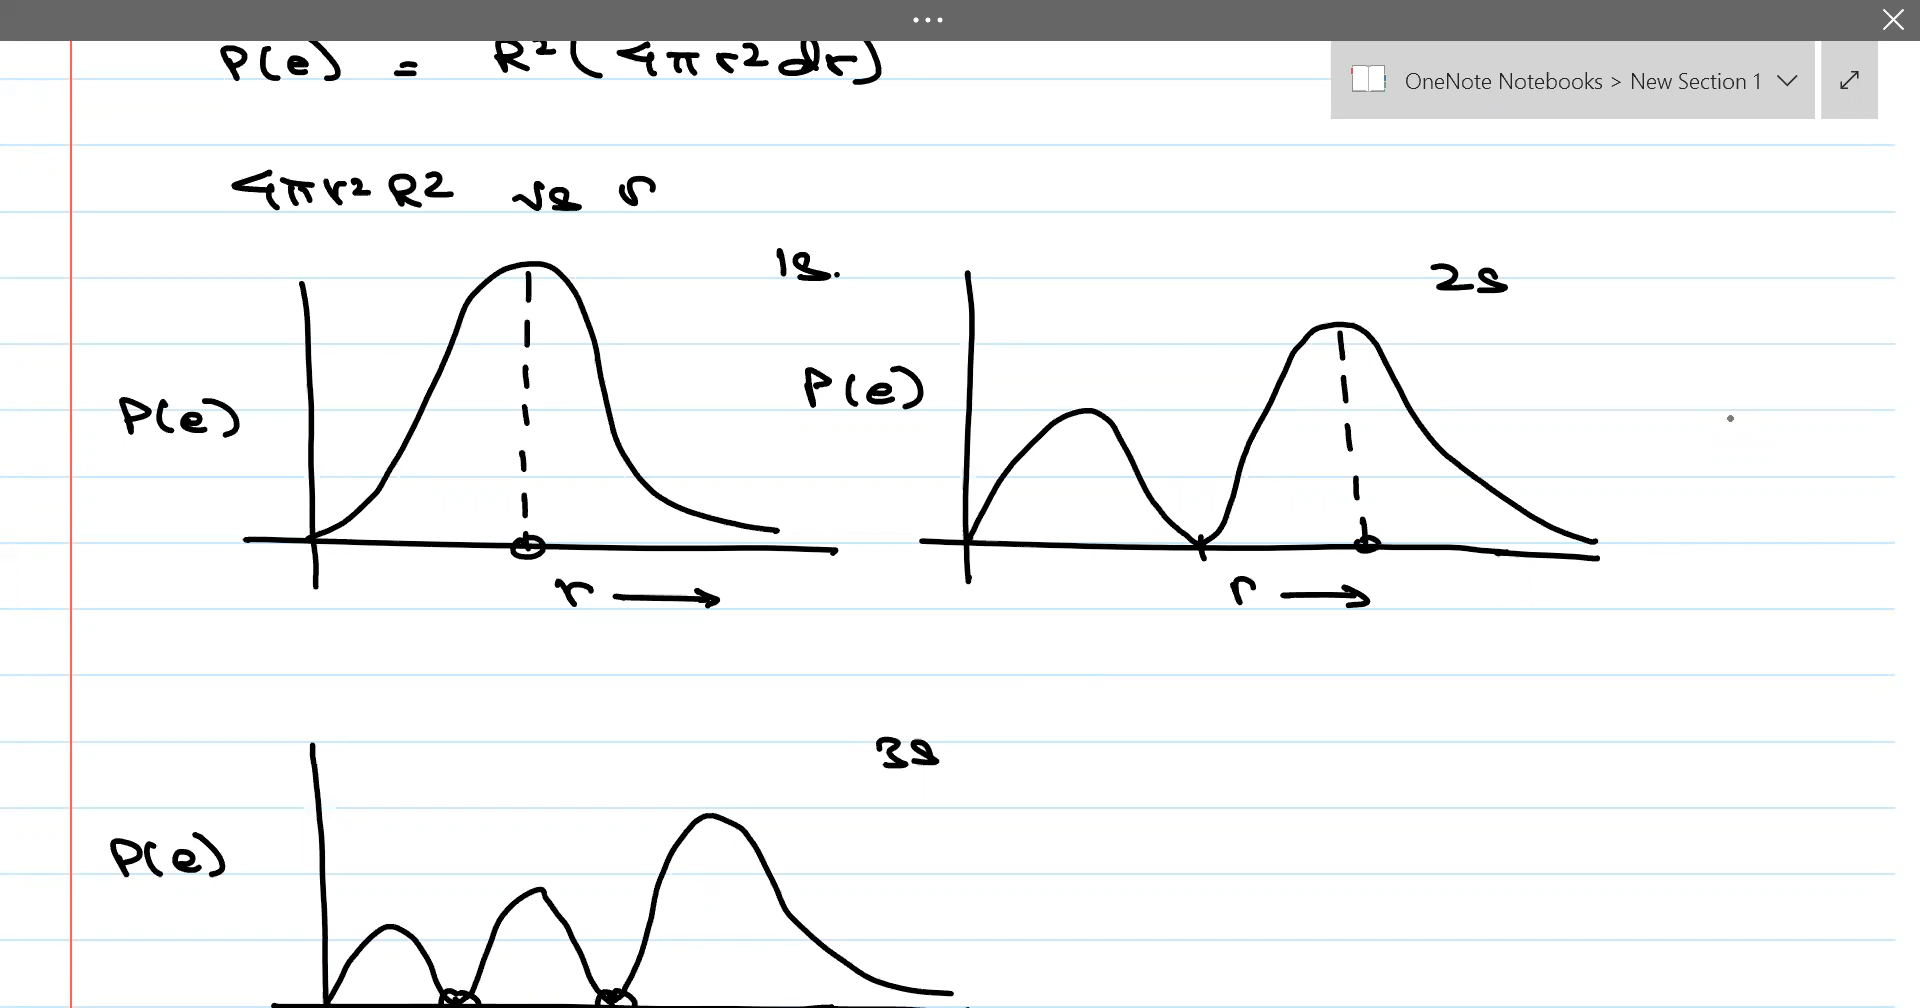 P(e) = R²(4πr²dr)
OneNote Notebooks > New Section 1
4πr²R² vs r
1s.
2s
P(e)
P(e)
r →
r →
3s
P(e)